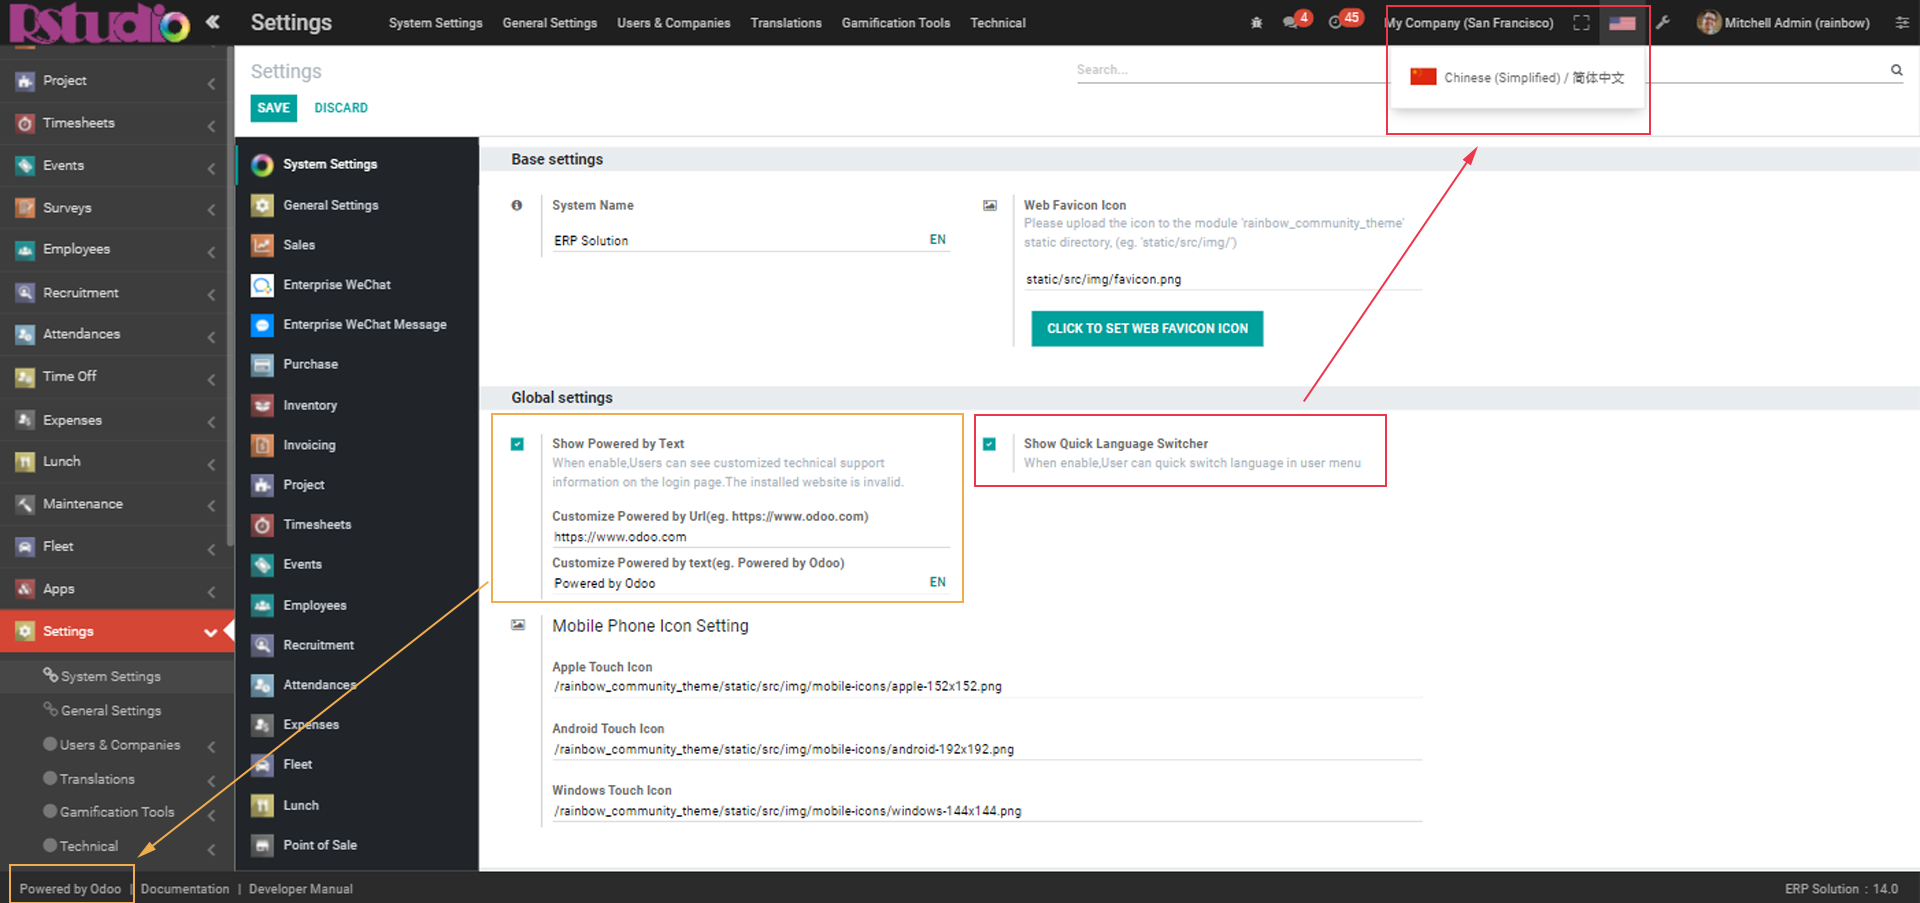 Rstudio
Settings
System Settings
General Settings
Users & Companies
Translations
Gamification Tools
Technical
4
45
My Company (San Francisco)
Mitchell Admin (rainbow)
Chinese (Simplified) / 简体中文
Settings
Search...
SAVE
DISCARD
Project
Timesheets
Events
Surveys
Employees
Recruitment
Attendances
Time Off
Expenses
Lunch
Maintenance
Fleet
Apps
Settings
System Settings
General Settings
Users & Companies
Translations
Gamification Tools
Technical
System Settings
General Settings
Sales
Enterprise WeChat
Enterprise WeChat Message
Purchase
Inventory
Invoicing
Project
Timesheets
Events
Employees
Recruitment
Attendances
Expenses
Fleet
Lunch
Point of Sale
Base settings
System Name
ERP Solution
EN
Web Favicon Icon
Please upload the icon to the module 'rainbow_community_theme'
static directory, (eg. 'static/src/img/')
static/src/img/favicon.png
CLICK TO SET WEB FAVICON ICON
Global settings
Show Powered by Text
When enable,Users can see customized technical support
information on the login page.The installed website is invalid.
Customize Powered by Url(eg. https://www.odoo.com)
https://www.odoo.com
Customize Powered by text(eg. Powered by Odoo)
Powered by Odoo
EN
Show Quick Language Switcher
When enable,User can quick switch language in user menu
Mobile Phone Icon Setting
Apple Touch Icon
/rainbow_community_theme/static/src/img/mobile-icons/apple-152x152.png
Android Touch Icon
/rainbow_community_theme/static/src/img/mobile-icons/android-192x192.png
Windows Touch Icon
/rainbow_community_theme/static/src/img/mobile-icons/windows-144x144.png
Powered by Odoo | Documentation | Developer Manual
ERP Solution : 14.0